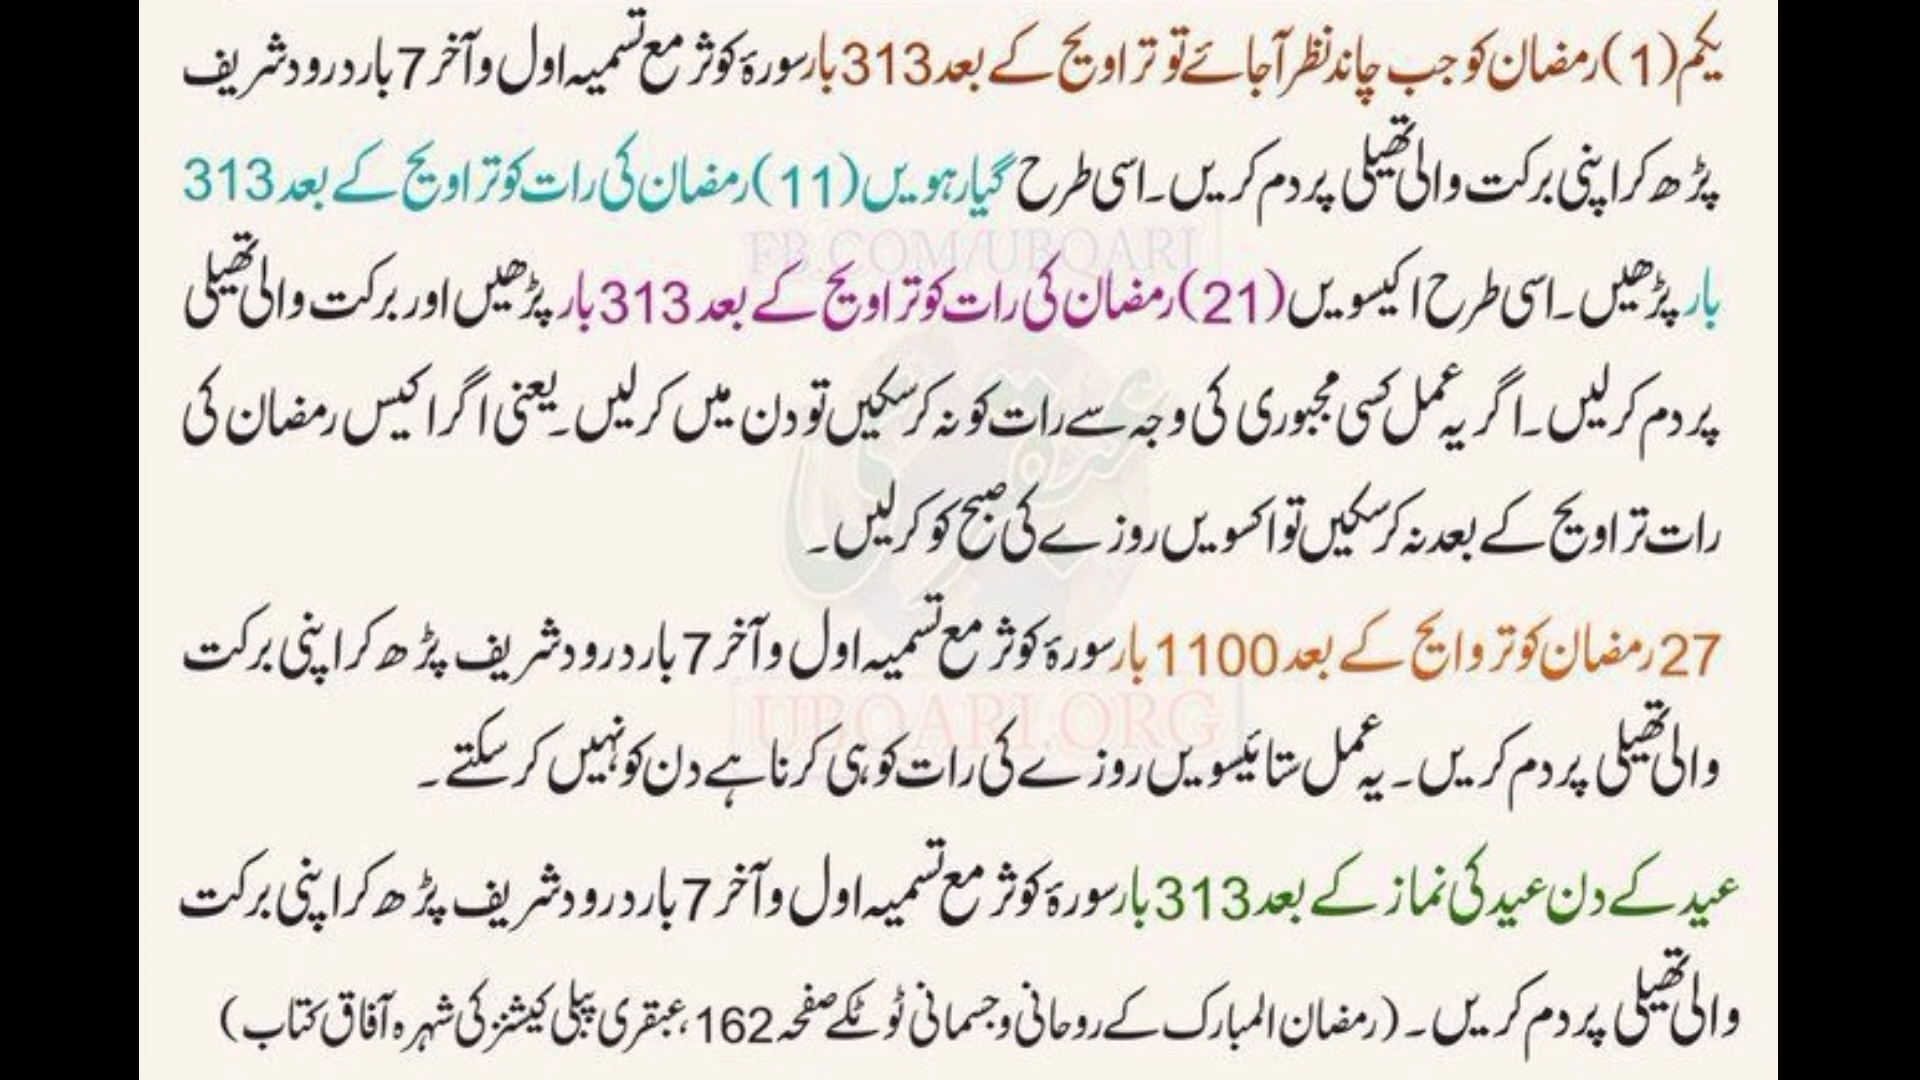 یکم(1) رمضان کو جب چاند نظر آجائے تو تراویح کے بعد 313 بار سورۂ کوثر مع تسمیہ اول و آخر 7 بار درود شریف
پڑھ کر اپنی برکت والی تھیلی پر دم کریں۔ اسی طرح گیارہویں (11) رمضان کی رات کو تراویح کے بعد 313
FB.COM/UBQARI
بار پڑھیں۔ اسی طرح اکیسویں (21) رمضان کی رات کو تراویح کے بعد 313 بار پڑھیں اور برکت والی تھیلی
پر دم کرلیں۔ اگر یہ عمل کسی مجبوری کی وجہ سے رات کو نہ کرسکیں تو دن میں کرلیں۔ یعنی اگر اکیس رمضان کی
عبقری
رات تراویح کے بعد نہ کرسکیں تو اکسویں روزے کی صبح کو کرلیں۔
27 رمضان کو تروایح کے بعد 1100 بار سورۂ کوثر مع تسمیہ اول و آخر 7 بار درود شریف پڑھ کر اپنی برکت
UBQARI.ORG
والی تھیلی پر دم کریں۔ یہ عمل ستائیسویں روزے کی رات کو ہی کرنا ہے دن کو نہیں کرسکتے۔
عید کے دن عید کی نماز کے بعد 313 بار سورۂ کوثر مع تسمیہ اول و آخر 7 بار درود شریف پڑھ کر اپنی برکت
والی تھیلی پر دم کریں۔ (رمضان المبارک کے روحانی و جسمانی ٹوٹکے صفحہ 162، عبقری پبلی کیشنز کی شہرہ آفاق کتاب)